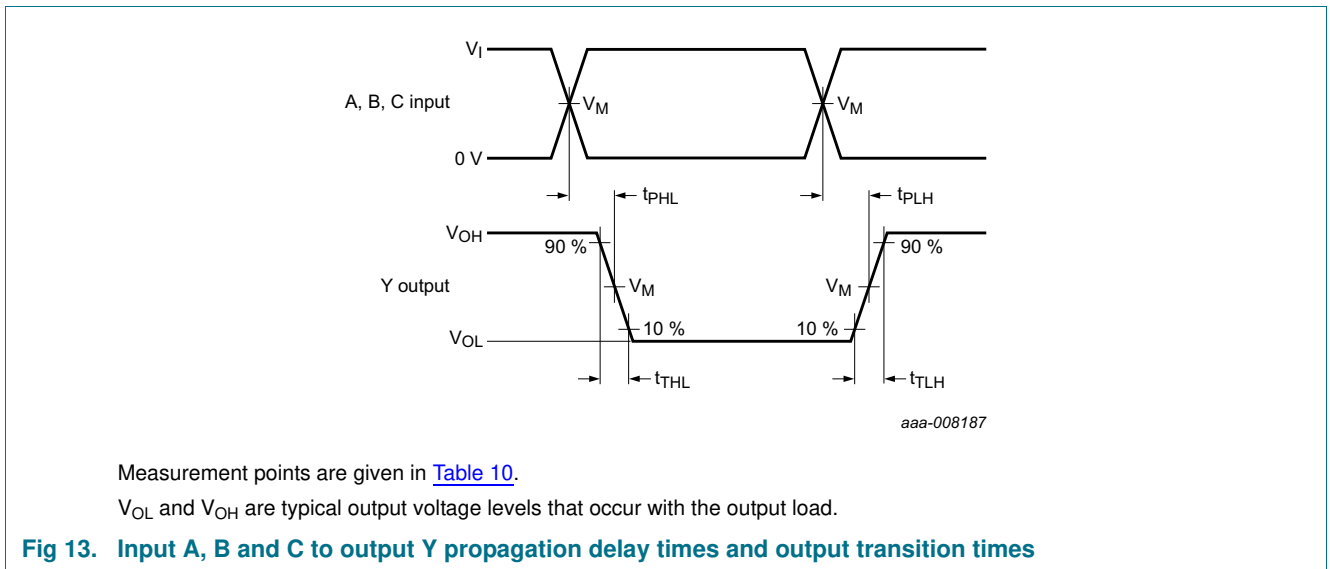 VI
A, B, C input
VM
VM
0 V
tPHL
tPLH
VOH
90 %
90 %
Y output
VM
VM
10 %
10 %
VOL
tTHL
tTLH
aaa-008187
Measurement points are given in Table 10.
VOL and VOH are typical output voltage levels that occur with the output load.
Fig 13. Input A, B and C to output Y propagation delay times and output transition times